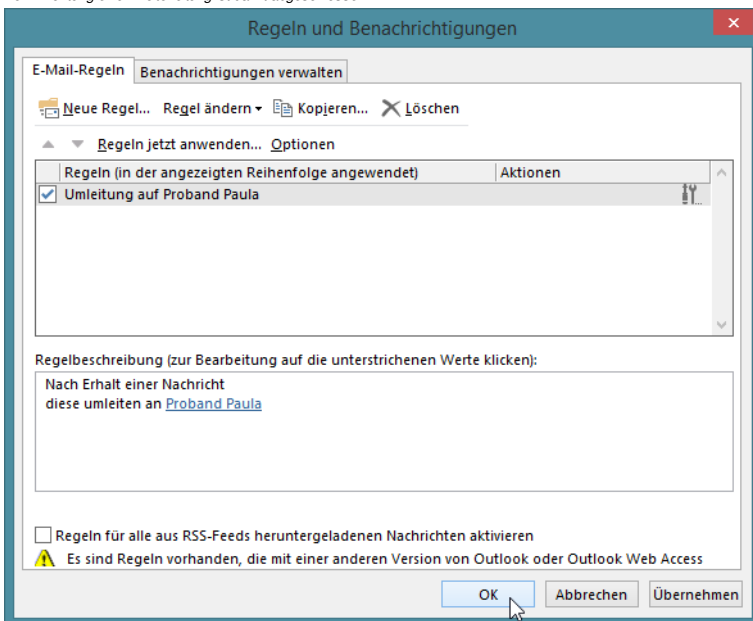 Regeln und Benachrichtigungen
E-Mail-Regeln Benachrichtigungen verwalten
Neue Regel... Regel ändern Kopieren... Löschen
Regeln jetzt anwenden... Optionen
Regeln (in der angezeigten Reihenfolge angewendet) Aktionen
Umleitung auf Proband Paula
Regelbeschreibung (zur Bearbeitung auf die unterstrichenen Werte klicken):
Nach Erhalt einer Nachricht
diese umleiten an Proband Paula
Regeln für alle aus RSS-Feeds heruntergeladenen Nachrichten aktivieren
Es sind Regeln vorhanden, die mit einer anderen Version von Outlook oder Outlook Web Access
OK Abbrechen Übernehmen